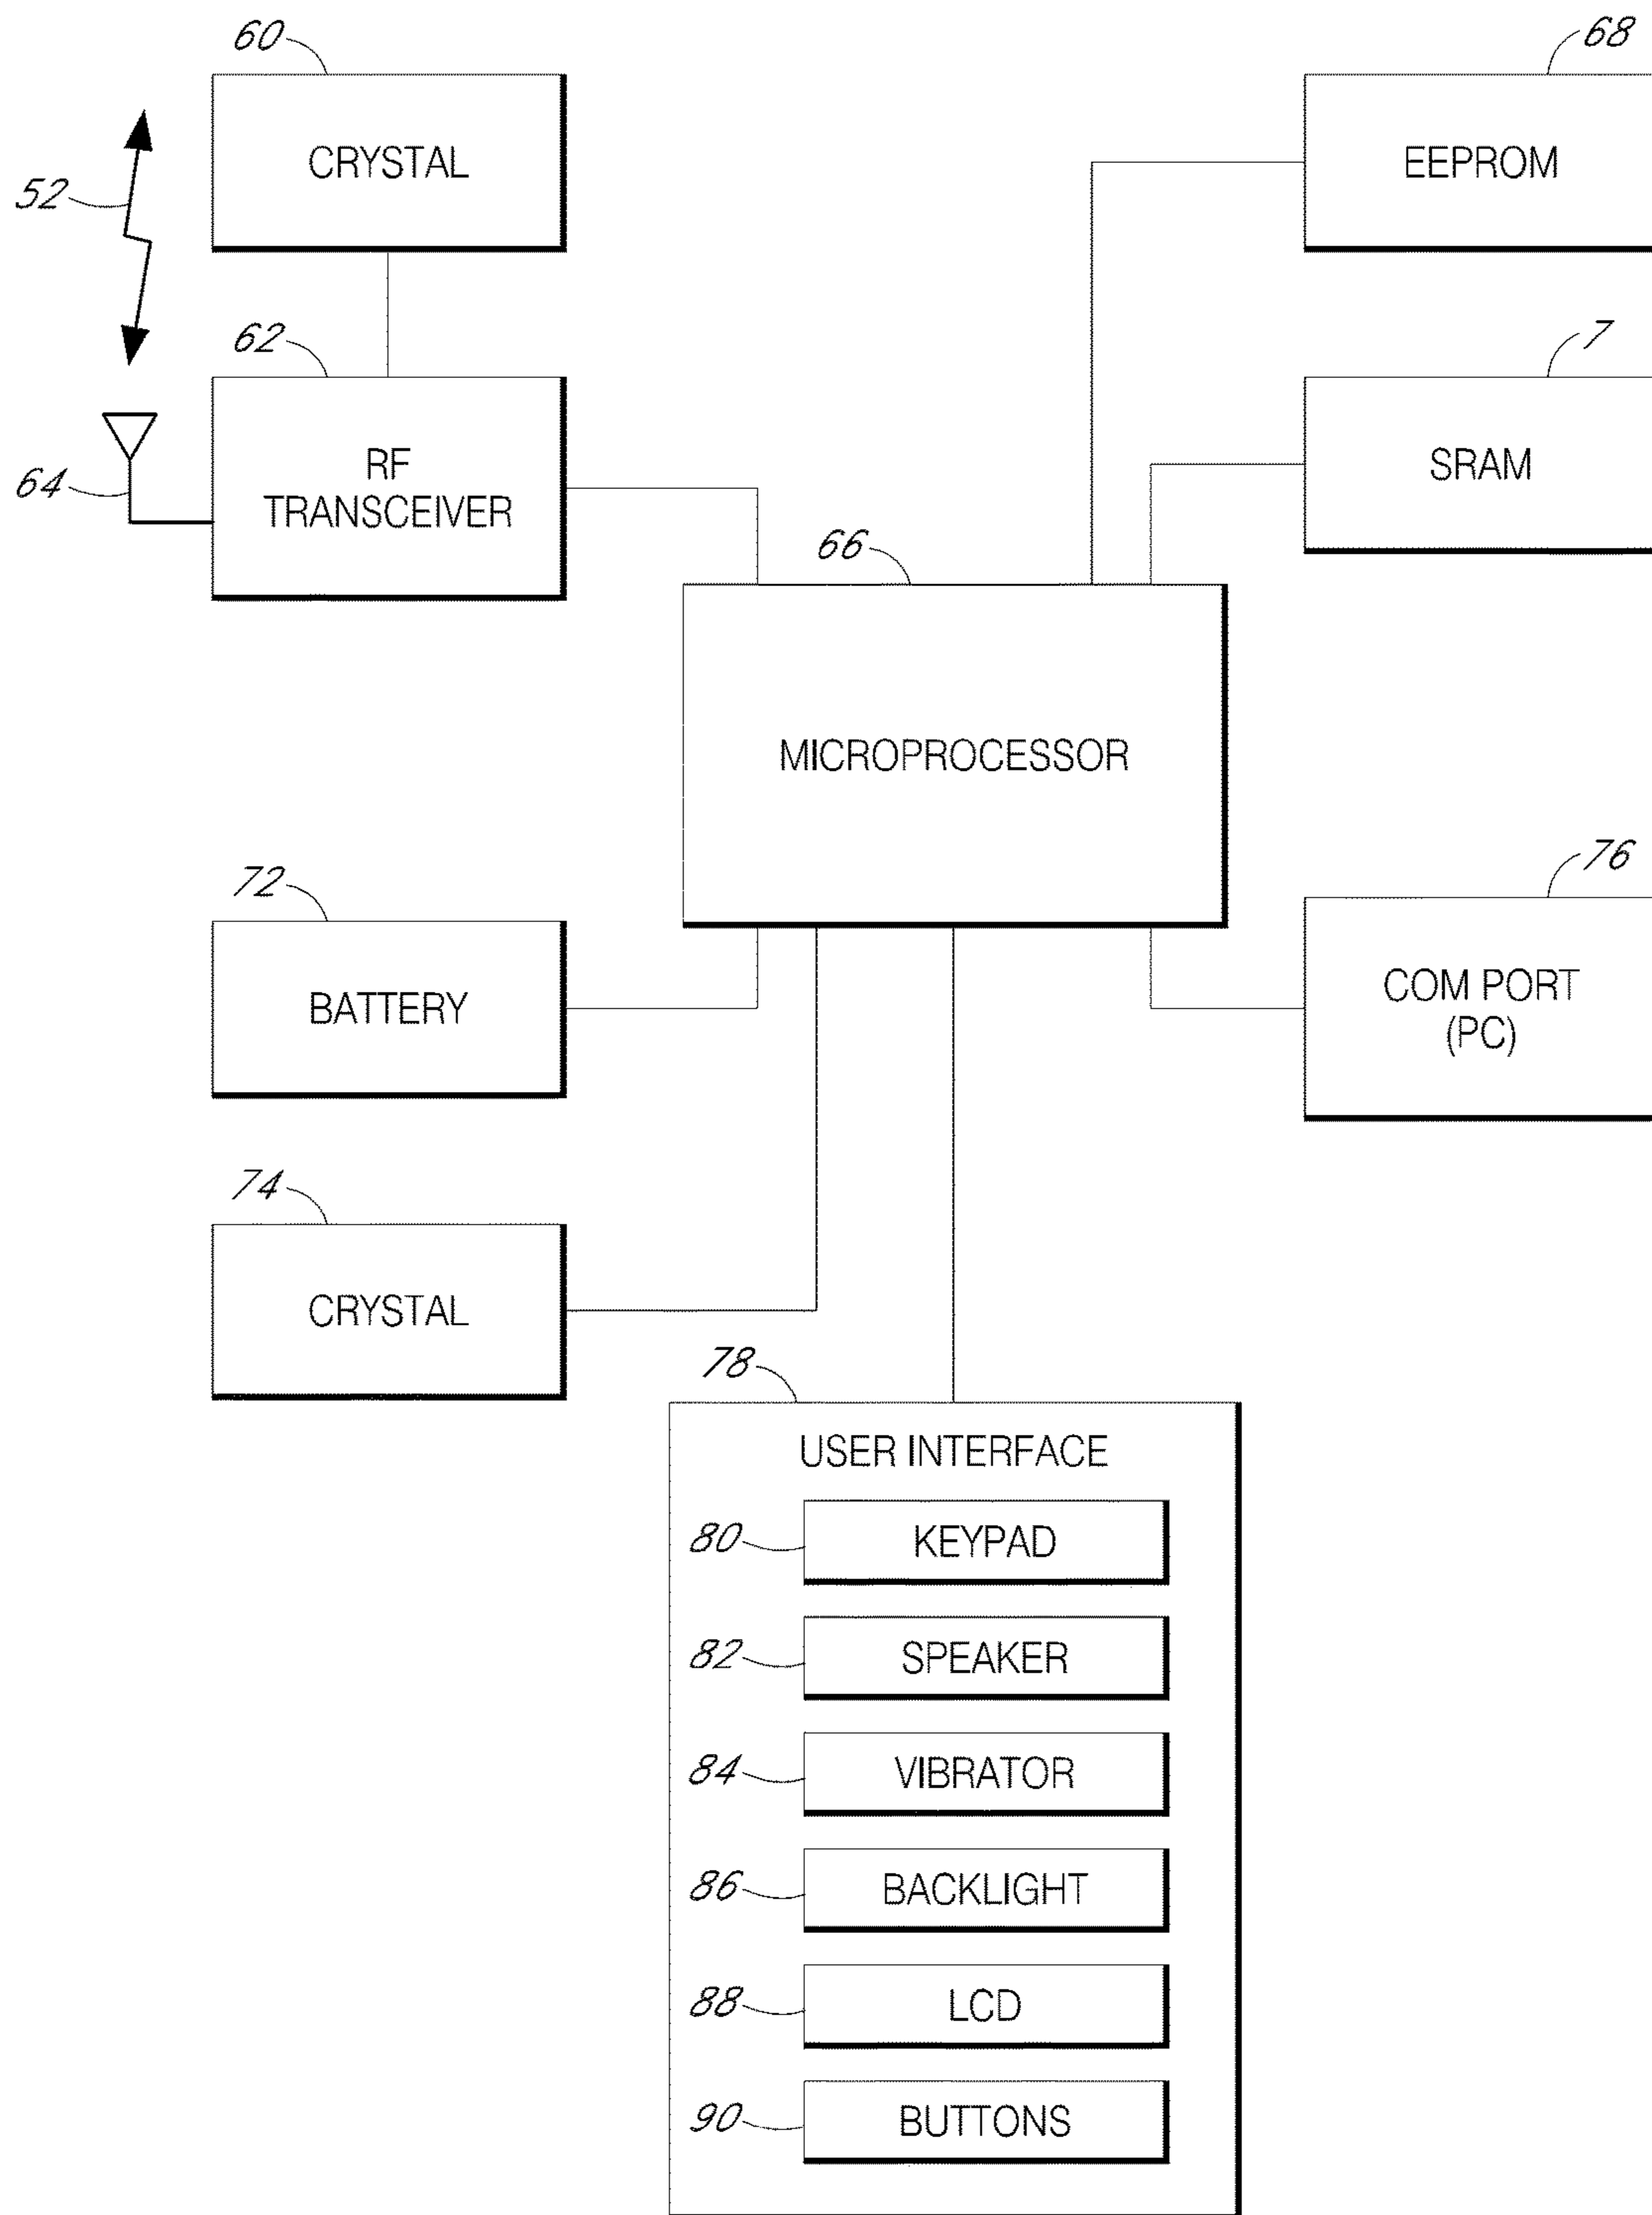 60
68
CRYSTAL
EEPROM
52
62
7
RF
TRANSCEIVER
SRAM
64
66
MICROPROCESSOR
72
76
BATTERY
COM PORT
(PC)
74
CRYSTAL
78
USER INTERFACE
80
KEYPAD
82
SPEAKER
84
VIBRATOR
86
BACKLIGHT
88
LCD
90
BUTTONS